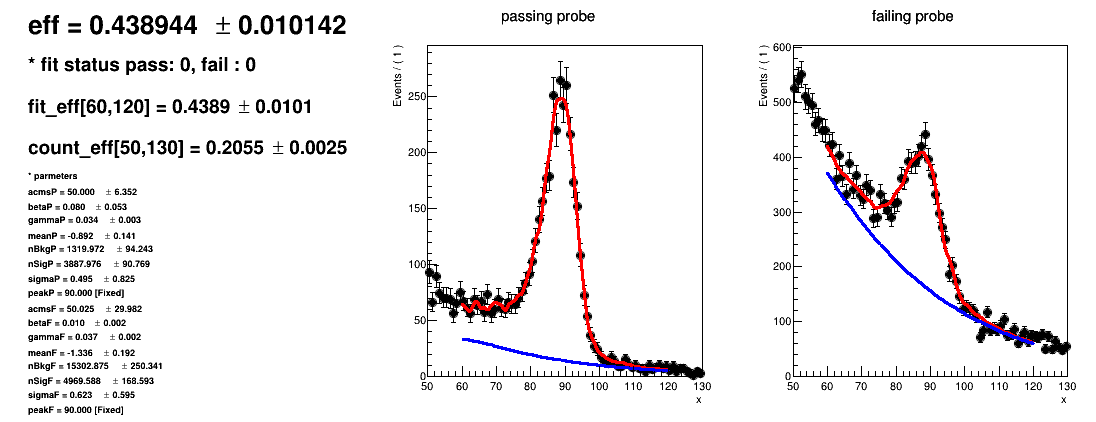 eff = 0.438944 ± 0.010142
* fit status pass: 0, fail : 0
fit_eff[60,120] = 0.4389 ± 0.0101
count_eff[50,130] = 0.2055 ± 0.0025
* parmeters
acmsP = 50.000 ± 6.352
betaP = 0.080 ± 0.053
gammaP = 0.034 ± 0.003
meanP = -0.892 ± 0.141
nBkgP = 1319.972 ± 94.243
nSigP = 3887.976 ± 90.769
sigmaP = 0.495 ± 0.825
peakP = 90.000 [Fixed]
acmsF = 50.025 ± 29.982
betaF = 0.010 ± 0.002
gammaF = 0.037 ± 0.002
meanF = -1.336 ± 0.192
nBkgF = 15302.875 ± 250.341
nSigF = 4969.588 ± 168.593
sigmaF = 0.623 ± 0.595
peakF = 90.000 [Fixed]
passing probe
Events / ( 1 )
250
200
150
100
50
0
50 60 70 80 90 100 110 120 130
x
failing probe
Events / ( 1 )
600
500
400
300
200
100
0
50 60 70 80 90 100 110 120 130
x